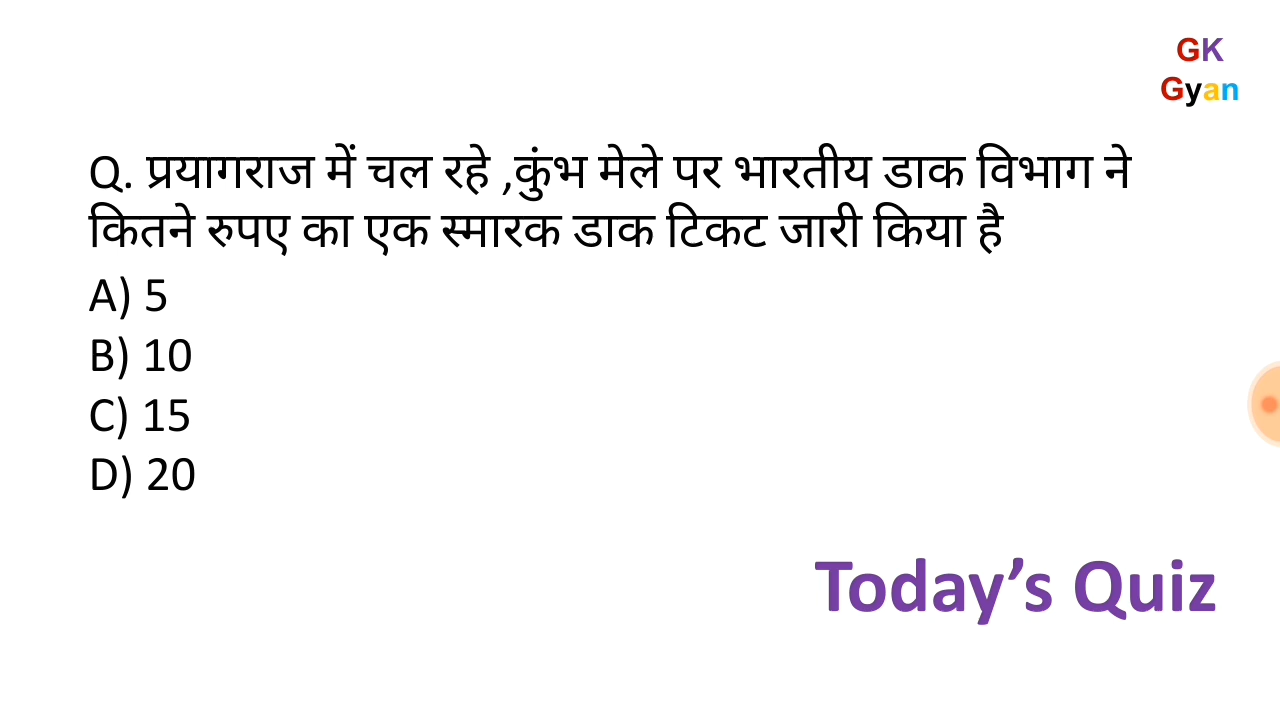 GK
Gyan
Q. प्रयागराज में चल रहे ,कुंभ मेले पर भारतीय डाक विभाग ने
कितने रुपए का एक स्मारक डाक टिकट जारी किया है
A) 5
B) 10
C) 15
D) 20
Today’s Quiz